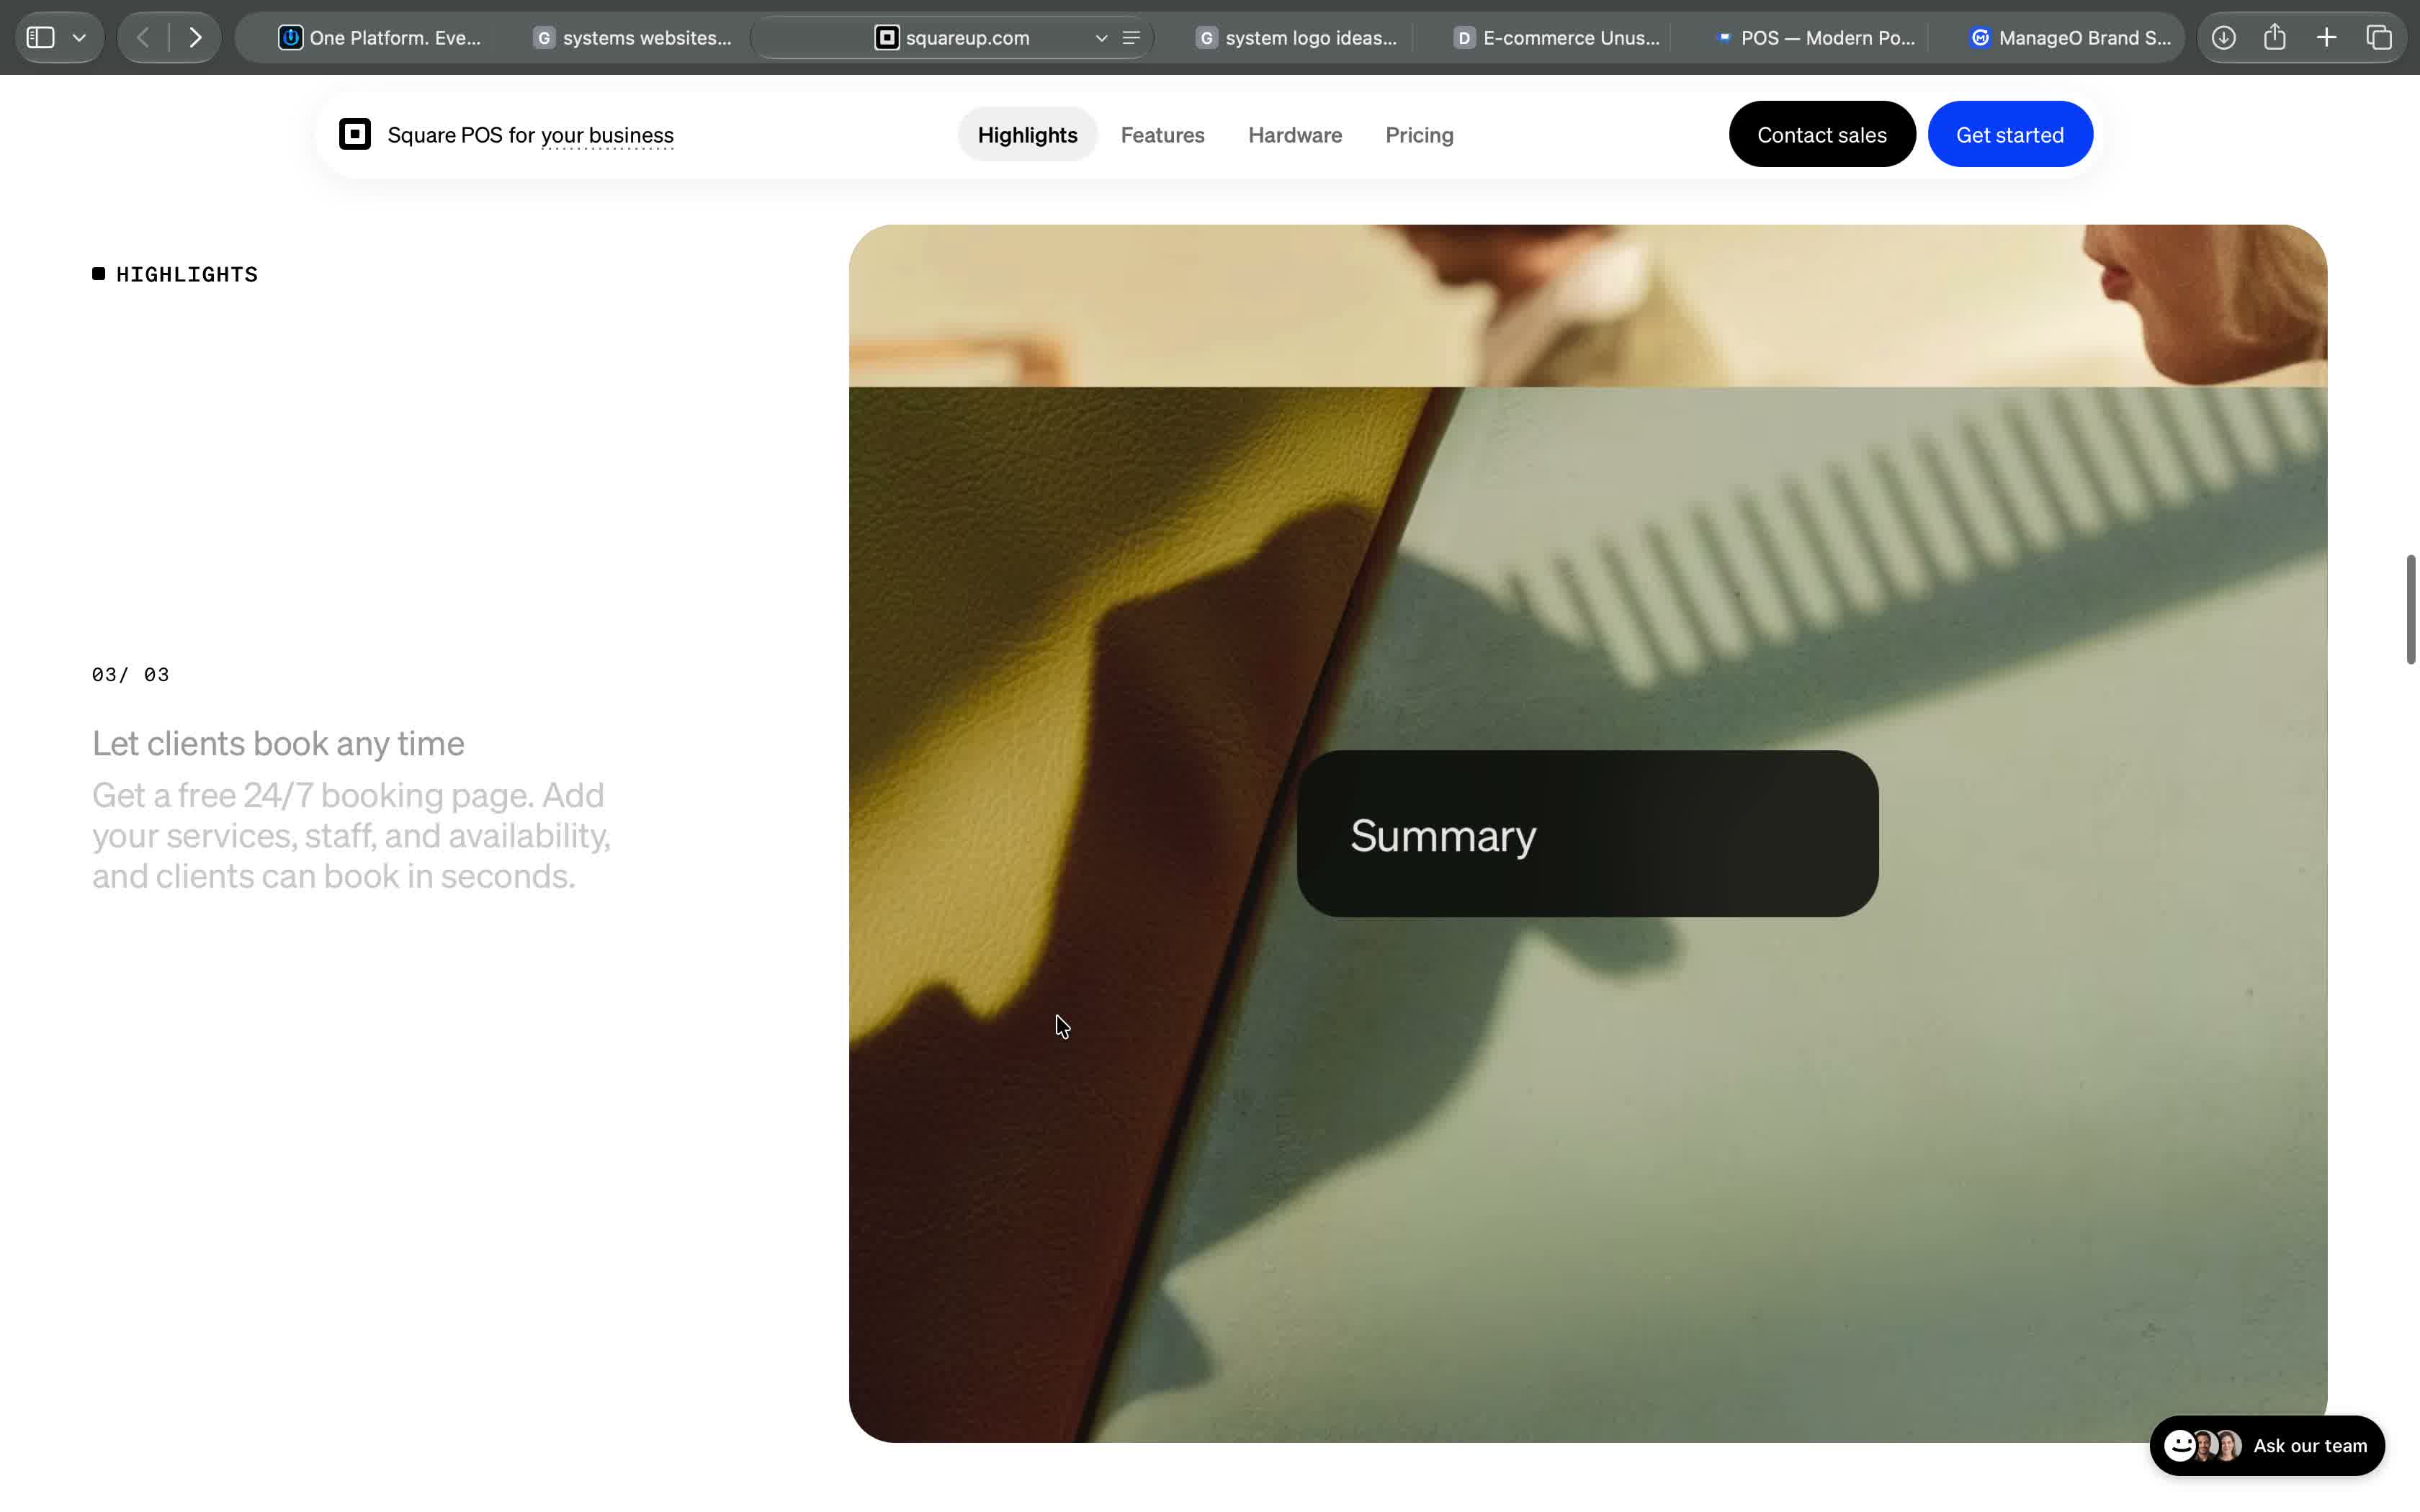 One Platform. Eve...
G systems websites...
squareup.com
G system logo ideas...
D E-commerce Unus...
POS — Modern Po...
ManageO Brand S...
Square POS for your business
Highlights
Features
Hardware
Pricing
Contact sales
Get started
HIGHLIGHTS
03/ 03
Let clients book any time
Get a free 24/7 booking page. Add
your services, staff, and availability,
and clients can book in seconds.
Summary
Ask our team